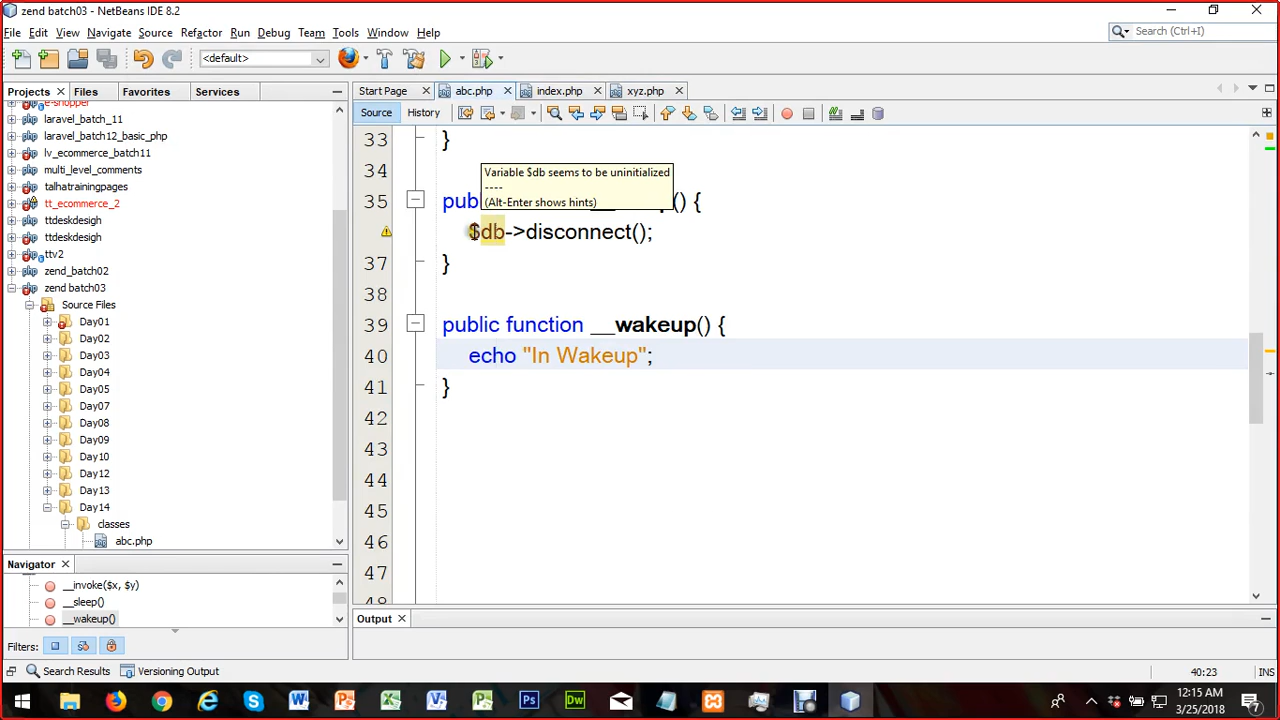 zend batch03 - NetBeans IDE 8.2
File Edit View Navigate Source Refactor Run Debug Team Tools Window Help
Search (Ctrl+I)
<default>
Projects Files Favorites Services
Start Page abc.php index.php xyz.php
Source History
e-shopper
laravel_batch_11
laravel_batch12_basic_php
lv_ecommerce_batch11
multi_level_comments
talhatrainingpages
tt_ecommerce_2
ttdeskdesigh
ttdeskdesigh
ttv2
zend_batch02
zend batch03
Source Files
Day01
Day02
Day03
Day04
Day05
Day07
Day08
Day09
Day10
Day12
Day13
Day14
classes
abc.php
33 }
34
Variable $db seems to be uninitialized
----
(Alt-Enter shows hints)
35 () {
$db->disconnect();
37 }
38
39 public function __wakeup() {
40 echo "In Wakeup";
41 }
42
43
44
45
46
47
Navigator
__invoke($x, $y)
__sleep()
__wakeup()
Filters:
Output
Search Results Versioning Output
40:23 INS
12:15 AM
3/25/2018
7